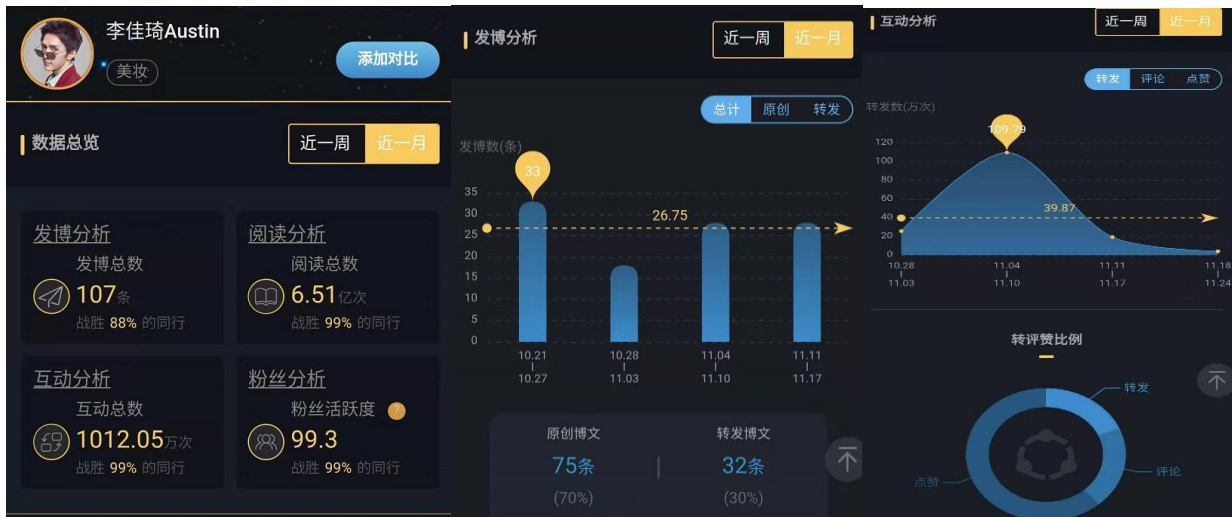 李佳琦Austin
美妆
添加对比
数据总览
近一周
近一月
发博分析
发博总数
107条
战胜 88% 的同行
阅读分析
阅读总数
6.51亿次
战胜 99% 的同行
互动分析
互动总数
1012.05万次
战胜 99% 的同行
粉丝分析
粉丝活跃度 ?
99.3
战胜 99% 的同行
发博分析
近一周
近一月
总计
原创
转发
发博数(条)
33
35
30
26.75
25
20
15
10
5
0
10.21
10.27
10.28
11.03
11.04
11.10
11.11
11.17
原创博文
75条
(70%)
转发博文
32条
(30%)
互动分析
近一周
近一月
转发
评论
点赞
转发数(万次)
109.79
120
100
80
60
39.87
40
20
0
10.28
11.03
11.04
11.10
11.11
11.17
11.18
11.24
转评赞比例
转发
评论
点赞